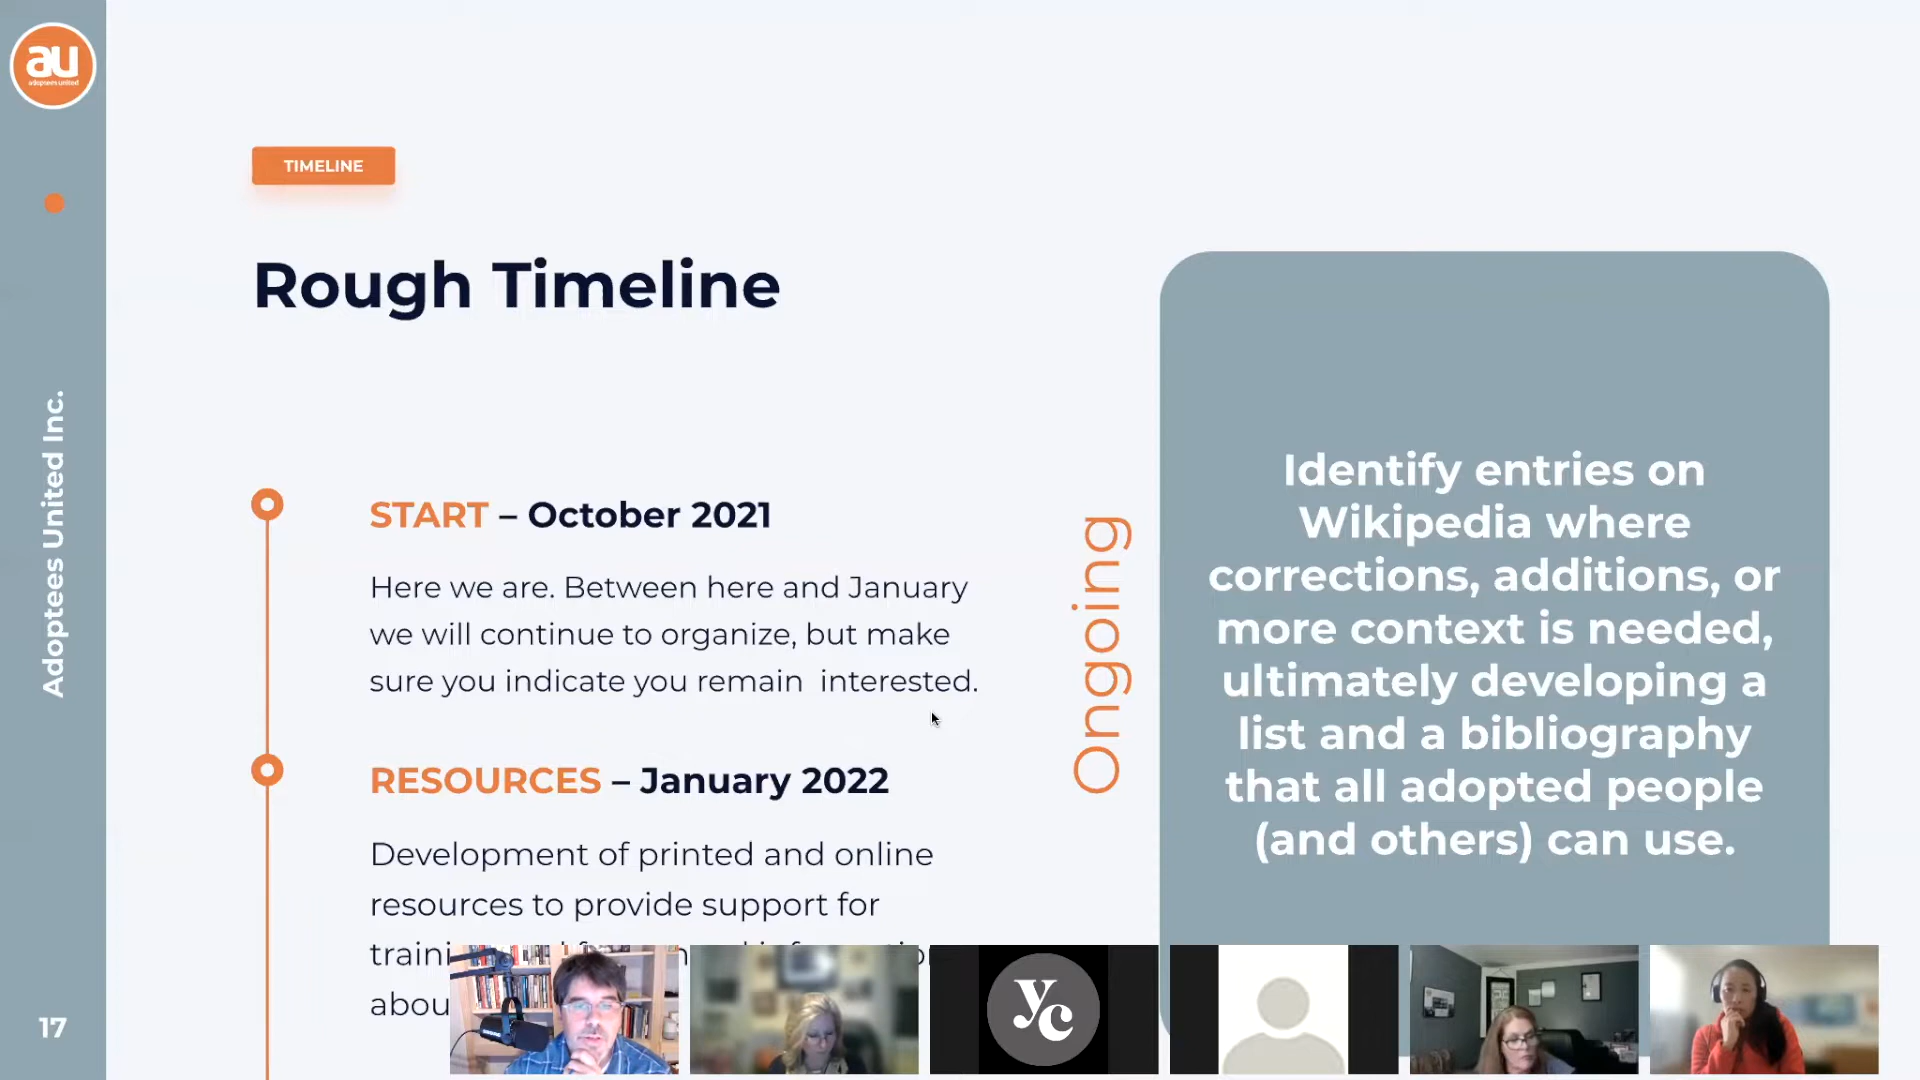 au
adoptees united
TIMELINE
Rough Timeline
START – October 2021
Here we are. Between here and January
we will continue to organize, but make
sure you indicate you remain interested.
RESOURCES – January 2022
Development of printed and online
resources to provide support for
Ongoing
Identify entries on
Wikipedia where
corrections, additions, or
more context is needed,
ultimately developing a
list and a bibliography
that all adopted people
(and others) can use.
Adoptees United Inc.
17
yc